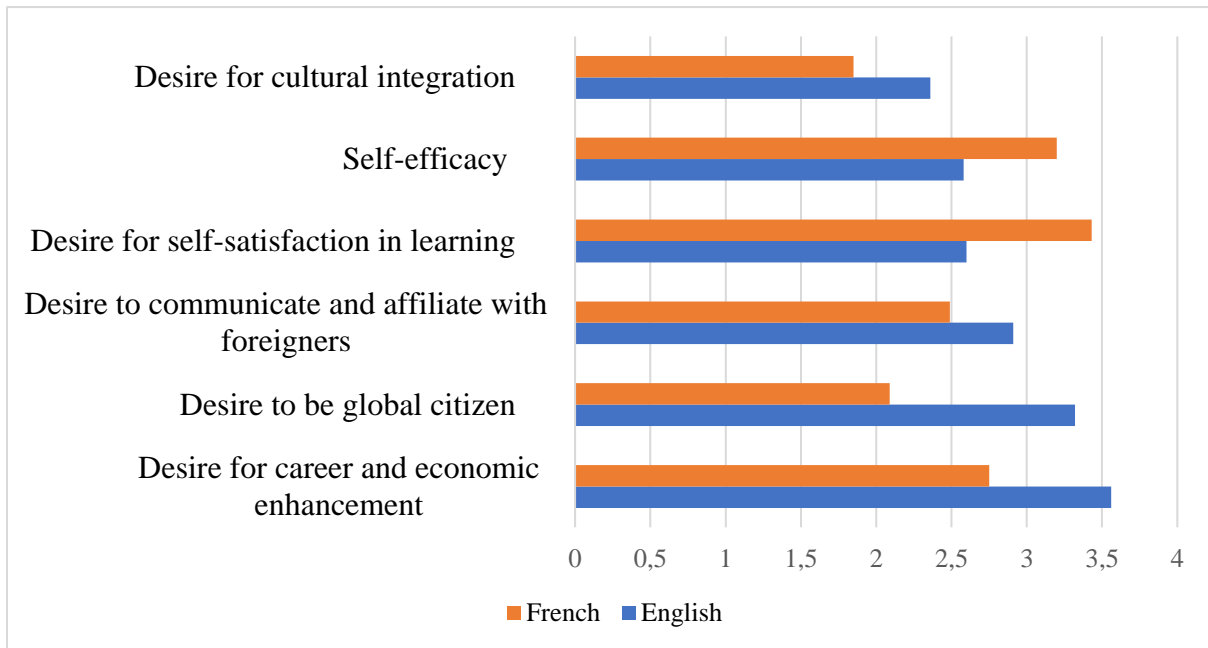 Desire for cultural integration
Self-efficacy
Desire for self-satisfaction in learning
Desire to communicate and affiliate with
foreigners
Desire to be global citizen
Desire for career and economic
enhancement
0 0,5 1 1,5 2 2,5 3 3,5 4
French English